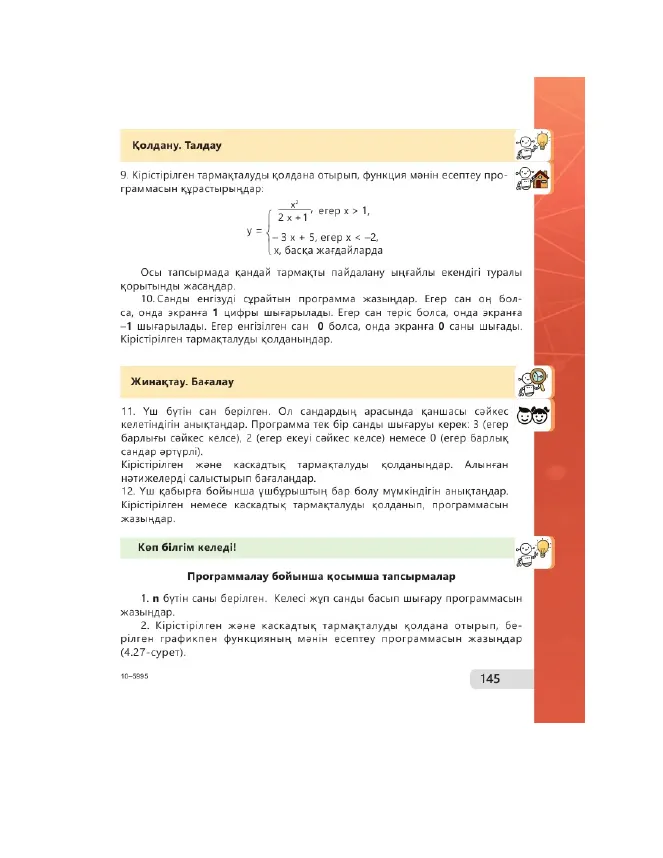 Қолдану. Талдау
9. Кірістірілген тармақталуды қолдана отырып, функция мәнін есептеу про-
граммасын құрастырыңдар:
x²
2 x +1 , егер x > 1,
y =
– 3 x + 5, егер x < –2,
x, басқа жағдайларда
Осы тапсырмада қандай тармақты пайдалану ыңғайлы екендігі туралы
қорытынды жасаңдар.
10. Санды енгізуді сұрайтын программа жазыңдар. Егер сан оң бол-
са, онда экранға 1 цифры шығарылады. Егер сан теріс болса, онда экранға
–1 шығарылады. Егер енгізілген сан 0 болса, онда экранға 0 саны шығады.
Кірістірілген тармақталуды қолданыңдар.
Жинақтау. Бағалау
11. Үш бүтін сан берілген. Ол сандардың арасында қаншасы сәйкес
келетіндігін анықтаңдар. Программа тек бір санды шығаруы керек: 3 (егер
барлығы сәйкес келсе), 2 (егер екеуі сәйкес келсе) немесе 0 (егер барлық
сандар әртүрлі).
Кірістірілген және каскадтық тармақталуды қолданыңдар. Алынған
нәтижелерді салыстырып бағалаңдар.
12. Үш қабырға бойынша үшбұрыштың бар болу мүмкіндігін анықтаңдар.
Кірістірілген немесе каскадтық тармақталуды қолданып, программасын
жазыңдар.
Көп білгім келеді!
Программалау бойынша қосымша тапсырмалар
1. n бүтін саны берілген. Келесі жұп санды басып шығару программасын
жазыңдар.
2. Кірістірілген және каскадтық тармақталуды қолдана отырып, бе-
рілген графикпен функцияның мәнін есептеу программасын жазыңдар
(4.27-сурет).
10–5995
145